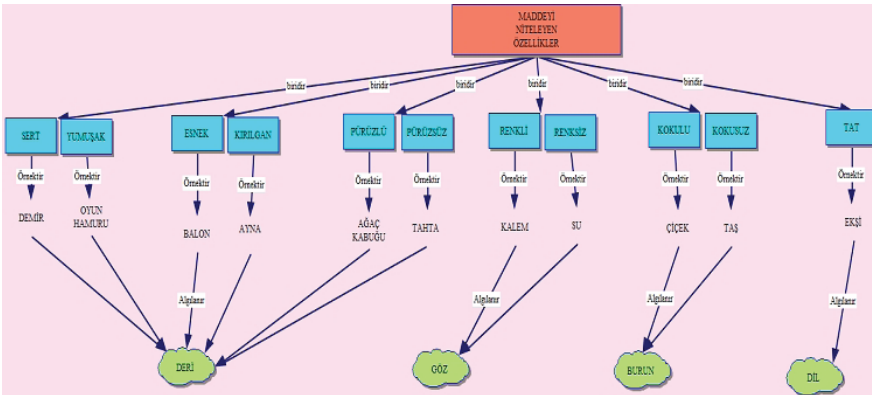 MADDEYİ
NİTELEYEN
ÖZELLİKLER
biridir
biridir
biridir
biridir
biridir
biridir
SERT
YUMUŞAK
ESNEK
KIRILGAN
PÜRÜZLÜ
PÜRÜZSÜZ
RENKLİ
RENKSİZ
KOKULU
KOKUSUZ
TAT
Örnektir
Örnektir
Örnektir
Örnektir
Örnektir
Örnektir
Örnektir
Örnektir
Örnektir
Örnektir
Örnektir
DEMİR
OYUN
HAMURU
BALON
AYNA
AĞAÇ
KABUĞU
TAHTA
KALEM
SU
ÇİÇEK
TAŞ
EKŞİ
Algılanır
Algılanır
Algılanır
Algılanır
DERİ
GÖZ
BURUN
DİL